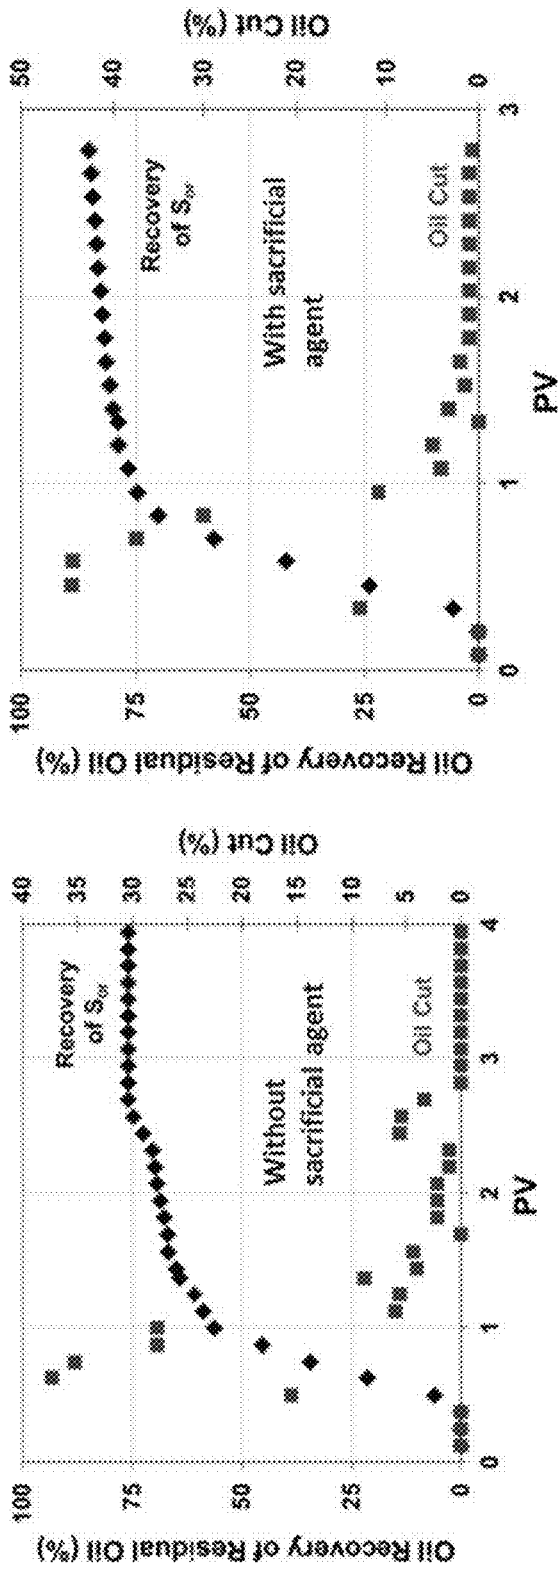 Oil Recovery of Residual Oil (%)
100
75
50
25
0
0
1
2
3
4
PV
40
35
30
25
20
15
10
5
0
Oil Cut (%)
Recovery
of Sor
Without
sacrificial agent
Oil Cut
Oil Recovery of Residual Oil (%)
100
75
50
25
0
0
1
2
3
PV
50
40
30
20
10
0
Oil Cut (%)
Recovery
of Sor
With sacrificial
agent
Oil Cut